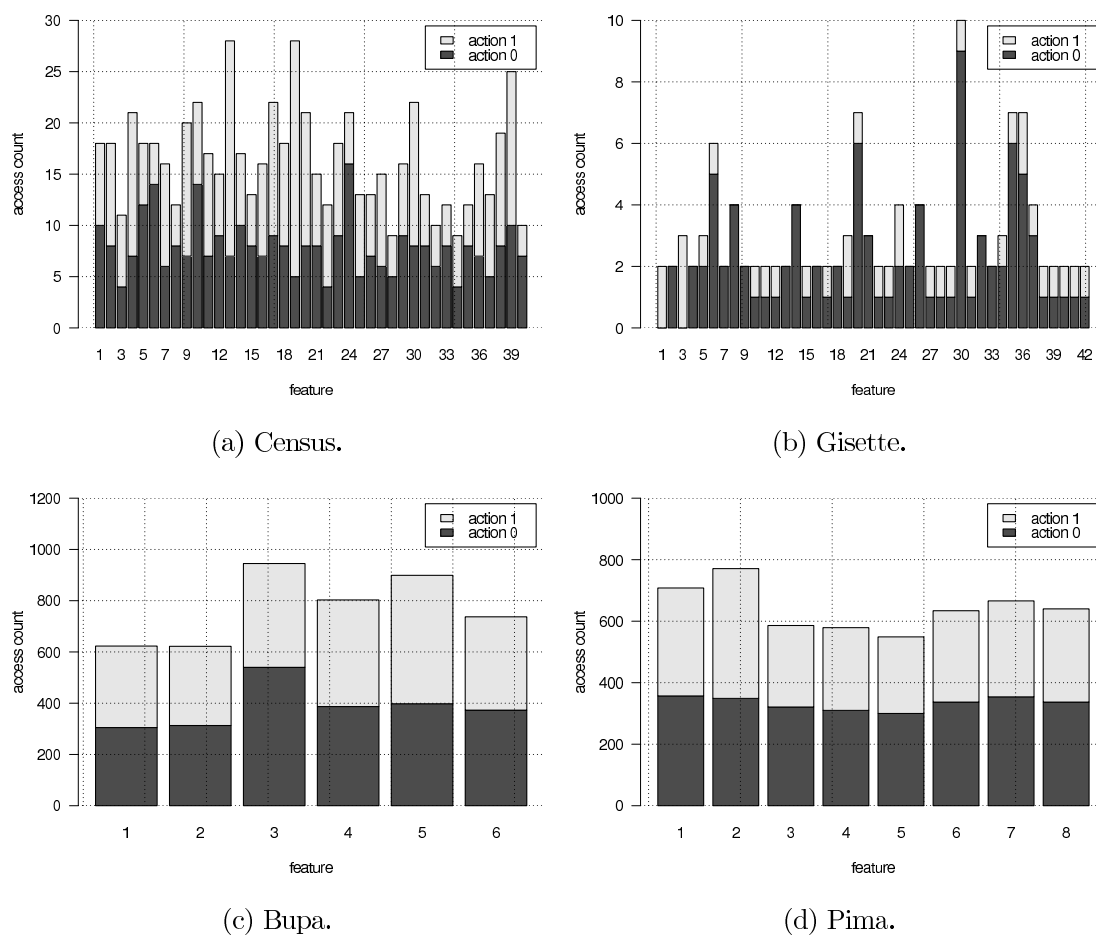 30
25
20
15
10
5
0
access count
action 1
action 0
1 3 5 7 9 12 15 18 21 24 27 30 33 36 39
feature
(a) Census.
10
8
6
4
2
0
access count
action 1
action 0
1 3 5 7 9 12 15 18 21 24 27 30 33 36 39 42
feature
(b) Gisette.
1200
1000
800
600
400
200
0
access count
action 1
action 0
1 2 3 4 5 6
feature
(c) Bupa.
1000
800
600
400
200
0
access count
action 1
action 0
1 2 3 4 5 6 7 8
feature
(d) Pima.